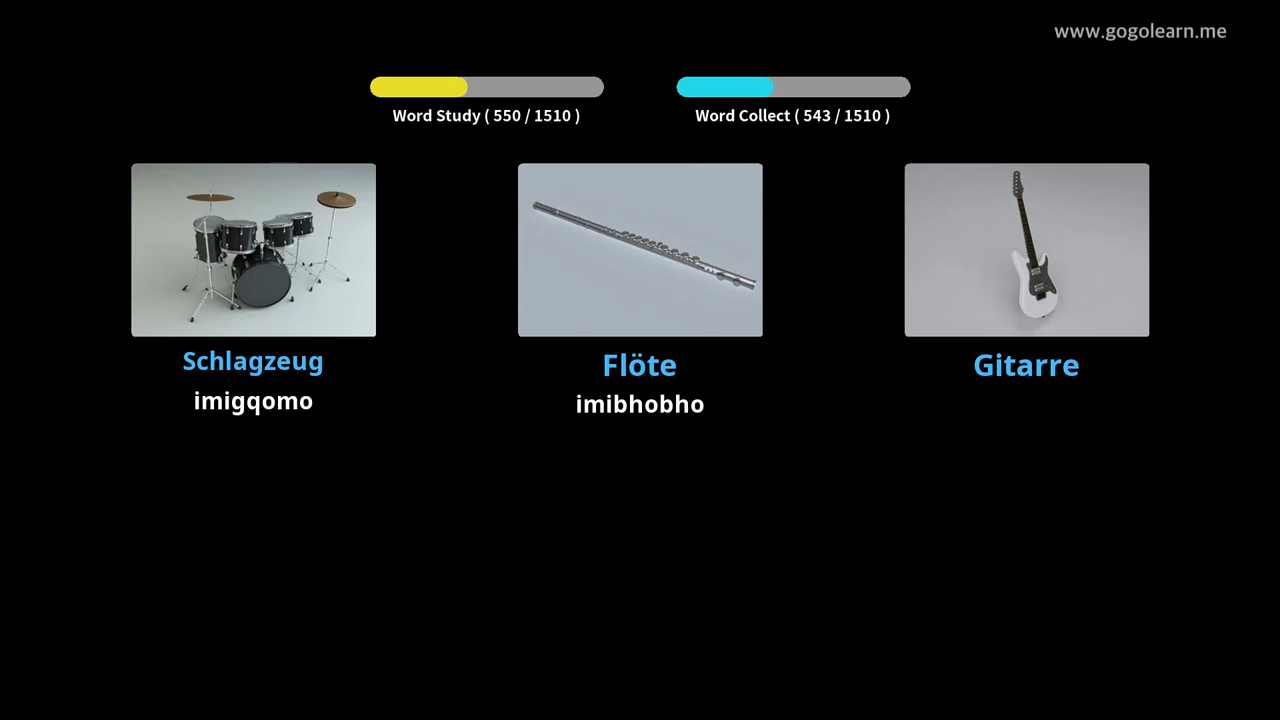 www.gogolearn.me
Word Study ( 550 / 1510 )
Word Collect ( 543 / 1510 )
Schlagzeug
imigqomo
Flöte
imibhobho
Gitarre